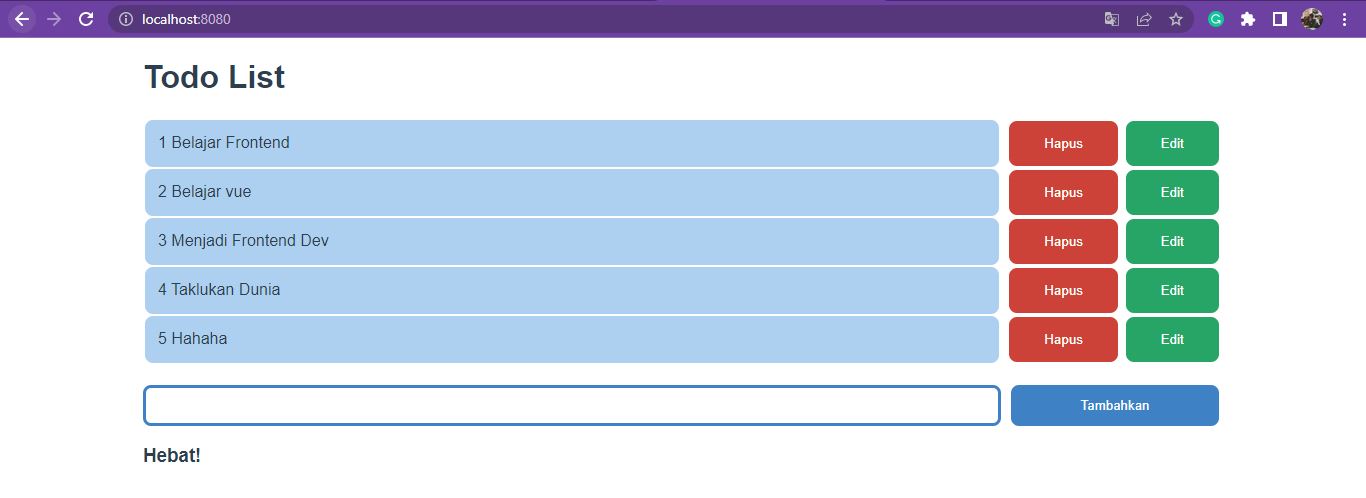 localhost:8080
Todo List
1 Belajar Frontend Hapus Edit
2 Belajar vue Hapus Edit
3 Menjadi Frontend Dev Hapus Edit
4 Taklukan Dunia Hapus Edit
5 Hahaha Hapus Edit
Tambahkan
Hebat!